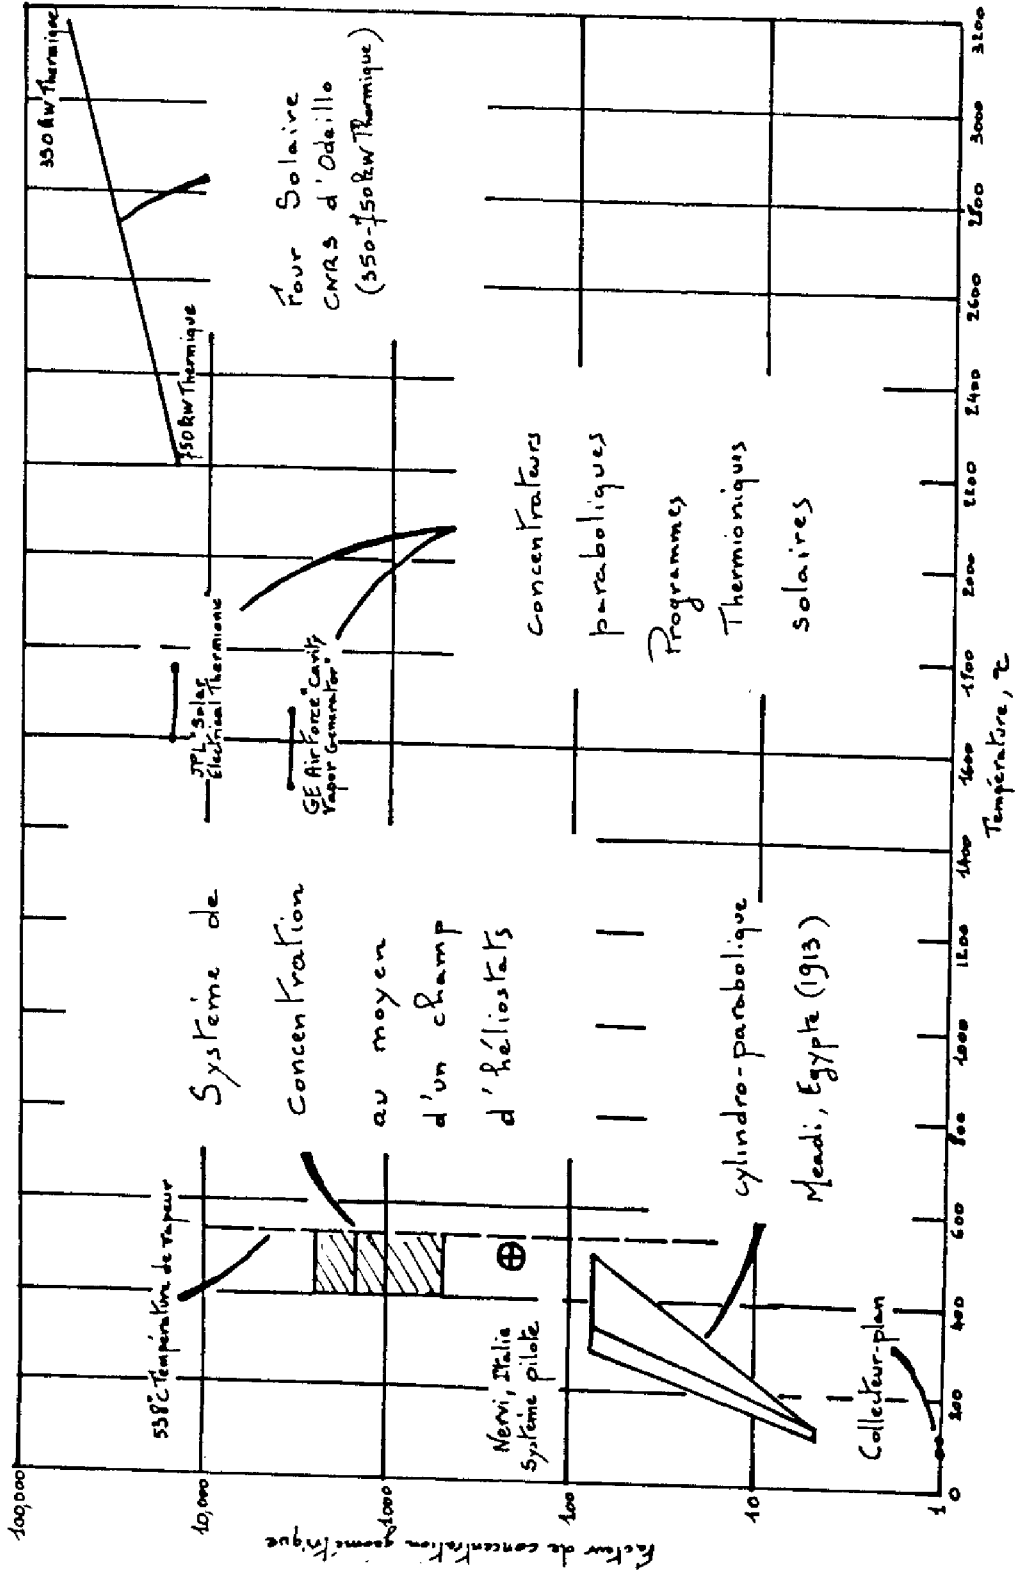 Facteur de concentration géométrique
100,000
10,000
1000
100
10
1
538°C Température de vapeur
Système de
Concentration
au moyen
d'un champ
d'héliostats
Nervi, Italie
Système pilote
cylindro-parabolique
Meadi, Egypte (1913)
Collecteur-plan
JPL "Solar
Electrical Thermionic
GE Air Force "Cavity
Vapor Generator"
concentrateurs
paraboliques
Programmes
Thermioniques
Solaires
750 kw Thermique
350 kw Thermique
Four Solaire
CNRS d'Odeillo
(350-750 kw Thermique)
0
200
400
600
800
1000
1200
1400
1600
1800
2000
2200
2400
2600
2800
3000
3200
Température, °C